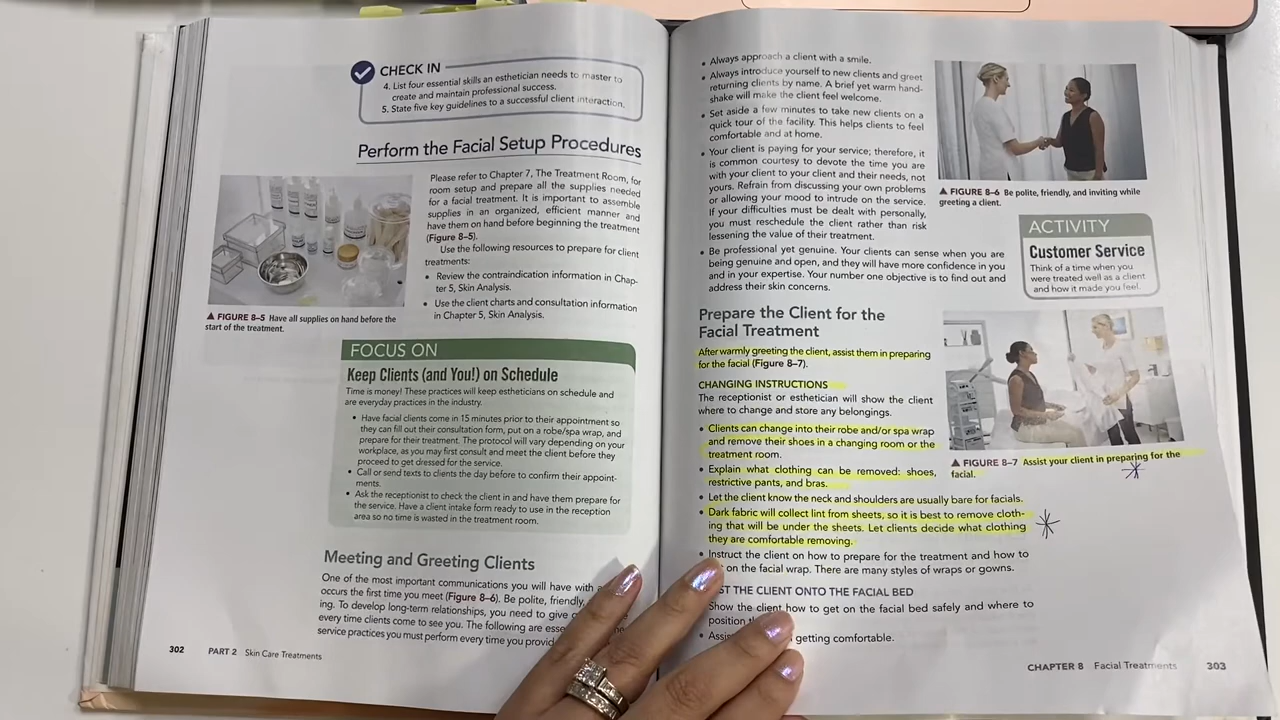 CHECK IN
4. List four essential skills an esthetician needs to master to
create and maintain professional success.
5. State five key guidelines to a successful client interaction.
Perform the Facial Setup Procedures
Please refer to Chapter 7, The Treatment Room, for
room setup and prepare all the supplies needed
for a facial treatment. It is important to assemble
supplies in an organized, efficient manner and
have them on hand before beginning the treatment
(Figure 8–5).
Use the following resources to prepare for client
treatments:
• Review the contraindication information in Chap-
ter 5, Skin Analysis.
• Use the client charts and consultation information
in Chapter 5, Skin Analysis.
▲ FIGURE 8–5 Have all supplies on hand before the
start of the treatment.
FOCUS ON
Keep Clients (and You!) on Schedule
Time is money! These practices will keep estheticians on schedule and
are everyday practices in the industry.
• Have facial clients come in 15 minutes prior to their appointment so
they can fill out their consultation form, put on a robe/spa wrap, and
prepare for their treatment. The protocol will vary depending on your
workplace, as you may first consult and meet the client before they
proceed to get dressed for the service.
• Call or send texts to clients the day before to confirm their appoint-
ments.
• Ask the receptionist to check the client in and have them prepare for
the service. Have a client intake form ready to use in the reception
area so no time is wasted in the treatment room.
Meeting and Greeting Clients
One of the most important communications you will have with a
occurs the first time you meet (Figure 8–6). Be polite, friendly,
ing. To develop long-term relationships, you need to give
every time clients come to see you. The following are
service practices you must perform every time you
302 PART 2 Skin Care Treatments
• Always approach a client with a smile.
• Always introduce yourself to new clients and greet
returning clients by name. A brief yet warm hand-
shake will make the client feel welcome.
• Set aside a few minutes to take new clients on a
quick tour of the facility. This helps clients to feel
comfortable and at home.
• Your client is paying for your service; therefore, it
is common courtesy to devote the time you are
with your client to your client and their needs, not
yours. Refrain from discussing your own problems
or allowing your mood to intrude on the service.
If your difficulties must be dealt with personally,
you must reschedule the client rather than risk
lessening the value of their treatment.
• Be professional yet genuine. Your clients can sense when you are
being genuine and open, and they will have more confidence in you
and in your expertise. Your number one objective is to find out and
address their skin concerns.
▲ FIGURE 8–6 Be polite, friendly, and inviting while
greeting a client.
ACTIVITY
Customer Service
Think of a time when you
were treated well as a client
and how it made you feel.
Prepare the Client for the
Facial Treatment
After warmly greeting the client, assist them in preparing
for the facial (Figure 8–7).
CHANGING INSTRUCTIONS
The receptionist or esthetician will show the client
where to change and store any belongings.
• Clients can change into their robe and/or spa wrap
and remove their shoes in a changing room or the
treatment room.
• Explain what clothing can be removed: shoes,
restrictive pants, and bras.
• Let the client know the neck and shoulders are usually bare for facials.
• Dark fabric will collect lint from sheets, so it is best to remove cloth-
ing that will be under the sheets. Let clients decide what clothing
they are comfortable removing.
• Instruct the client on how to prepare for the treatment and how to
on the facial wrap. There are many styles of wraps or gowns.
▲ FIGURE 8–7 Assist your client in preparing for the
facial.
THE CLIENT ONTO THE FACIAL BED
Show the client how to get on the facial bed safely and where to
position
• getting comfortable.
CHAPTER 8 Facial Treatments 303